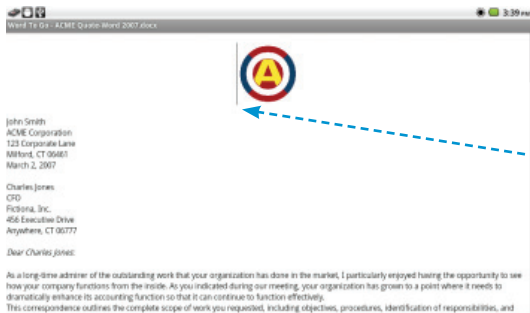 3:39 PM
Word To Go - ACME Quote-Word 2007.docx
A
John Smith
ACME Corporation
123 Corporate Lane
Milford, CT 06461
March 2, 2007
Charles Jones
CFO
Fictiona, Inc.
456 Executive Drive
Anywhere, CT 06777
Dear Charles Jones:
As a long-time admirer of the outstanding work that your organization has done in the market, I particularly enjoyed having the opportunity to see
how your company functions from the inside. As you indicated during our meeting, your organization has grown to a point where it needs to
dramatically enhance its accounting function so that it can continue to function effectively.
This correspondence outlines the complete scope of work you requested, including objectives, procedures, identification of responsibilities, and